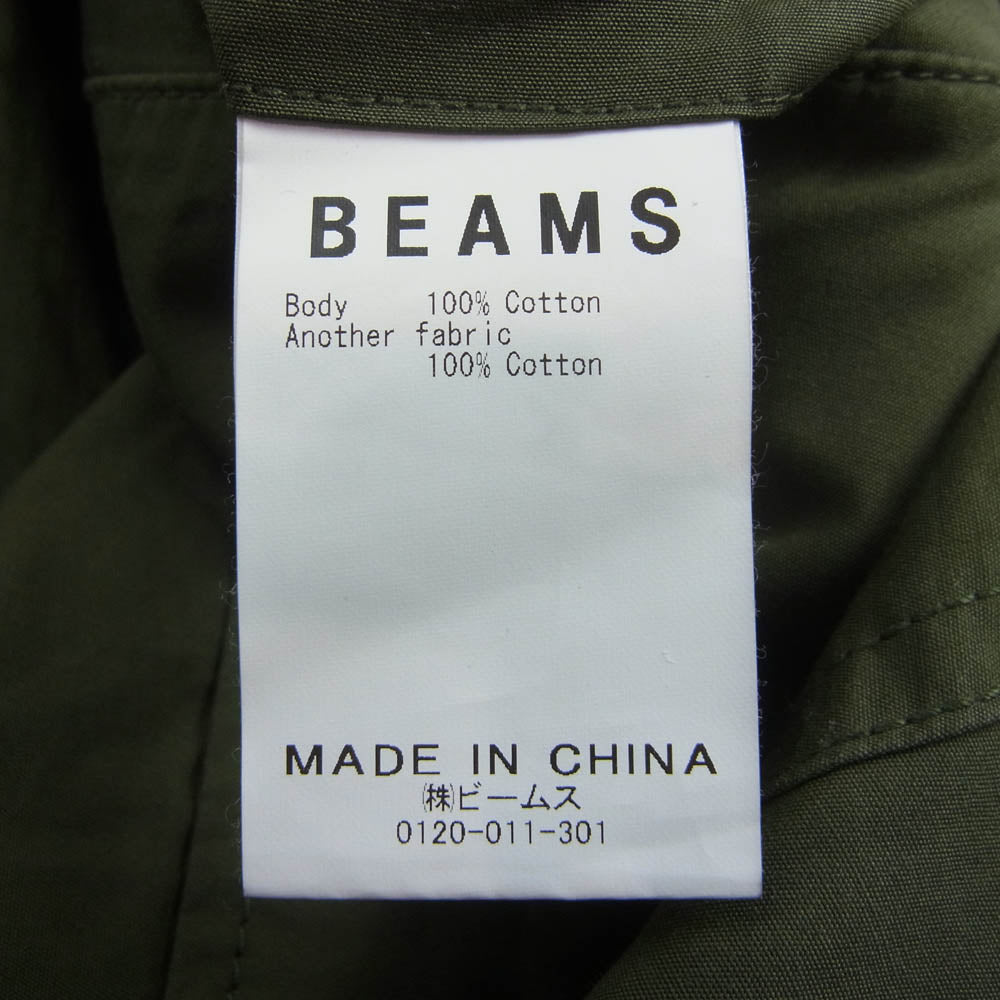 BEAMS
Body 100% Cotton
Another fabric
100% Cotton
MADE IN CHINA
㈱ビームス
0120-011-301